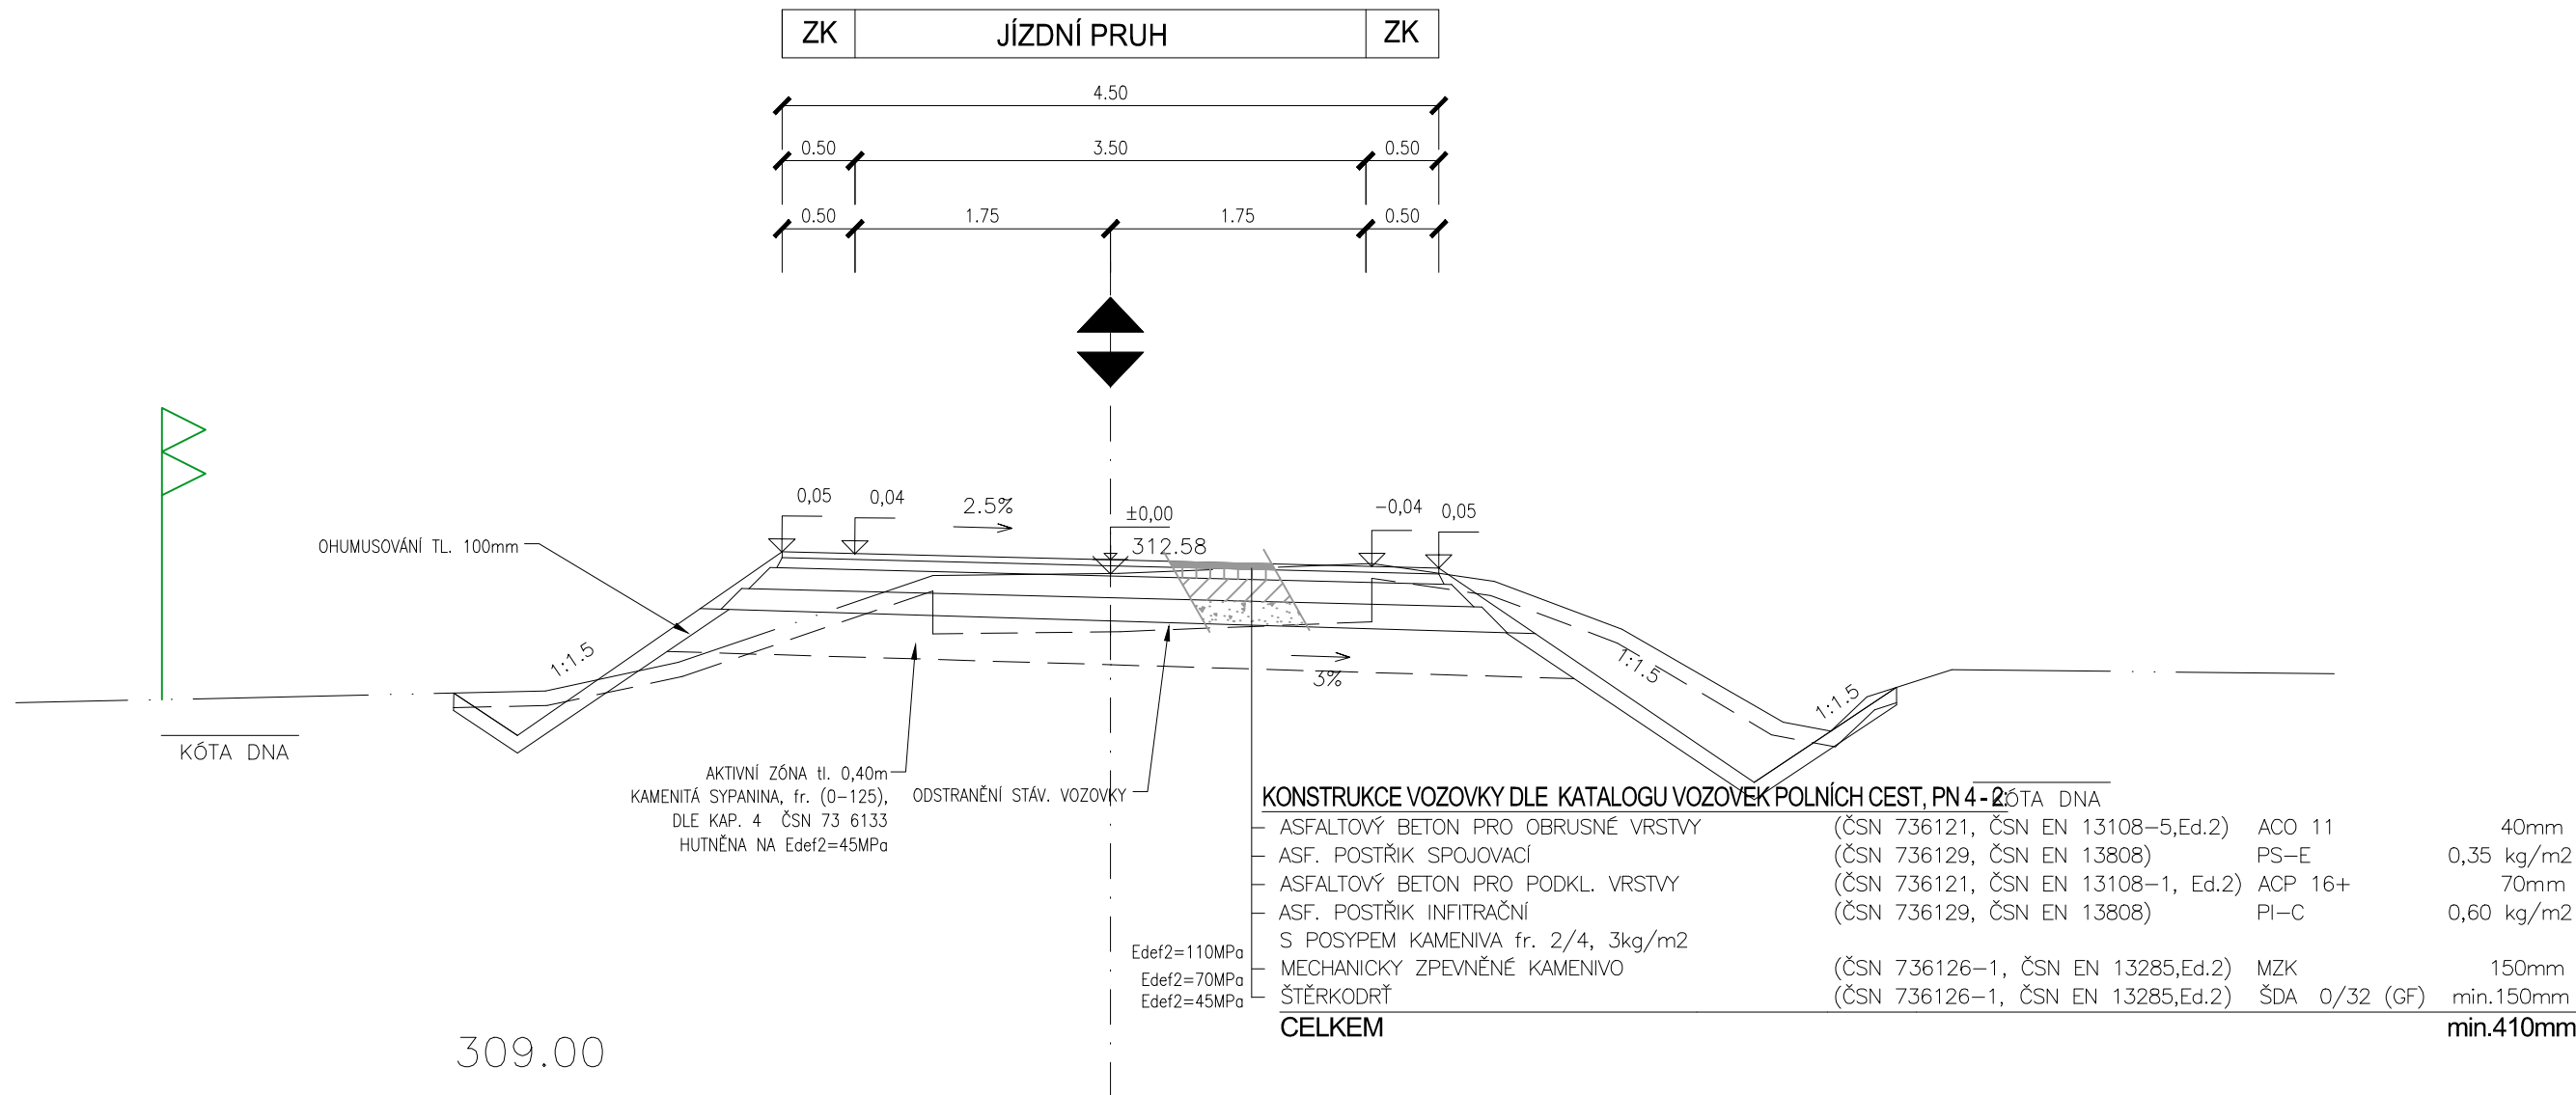 ZK JÍZDNÍ PRUH ZK
4.50
0.50 3.50 0.50
0.50 1.75 1.75 0.50
0,05 0,04 2.5% ±0,00 -0,04 0,05
312.58
OHUMUSOVÁNÍ TL. 100mm
1:1.5 1:1.5 1:1.5
3%
KÓTA DNA
AKTIVNÍ ZÓNA tl. 0,40m
KAMENITÁ SYPANINA, fr. (0-125),
DLE KAP. 4 ČSN 73 6133
HUTNĚNA NA Edef2=45MPa
ODSTRANĚNÍ STÁV. VOZOVKY
KONSTRUKCE VOZOVKY DLE KATALOGU VOZOVEK POLNÍCH CEST, PN 4 - 2:
KÓTA DNA
ASFALTOVÝ BETON PRO OBRUSNÉ VRSTVY (ČSN 736121, ČSN EN 13108-5,Ed.2) ACO 11 40mm
ASF. POSTŘIK SPOJOVACÍ (ČSN 736129, ČSN EN 13808) PS-E 0,35 kg/m2
ASFALTOVÝ BETON PRO PODKL. VRSTVY (ČSN 736121, ČSN EN 13108-1, Ed.2) ACP 16+ 70mm
ASF. POSTŘIK INFITRAČNÍ (ČSN 736129, ČSN EN 13808) PI-C 0,60 kg/m2
S POSYPEM KAMENIVA fr. 2/4, 3kg/m2
Edef2=110MPa
MECHANICKY ZPEVNĚNÉ KAMENIVO (ČSN 736126-1, ČSN EN 13285,Ed.2) MZK 150mm
Edef2=70MPa
ŠTĚRKODRŤ (ČSN 736126-1, ČSN EN 13285,Ed.2) ŠDA 0/32 (GF) min.150mm
Edef2=45MPa
CELKEM min.410mm
309.00